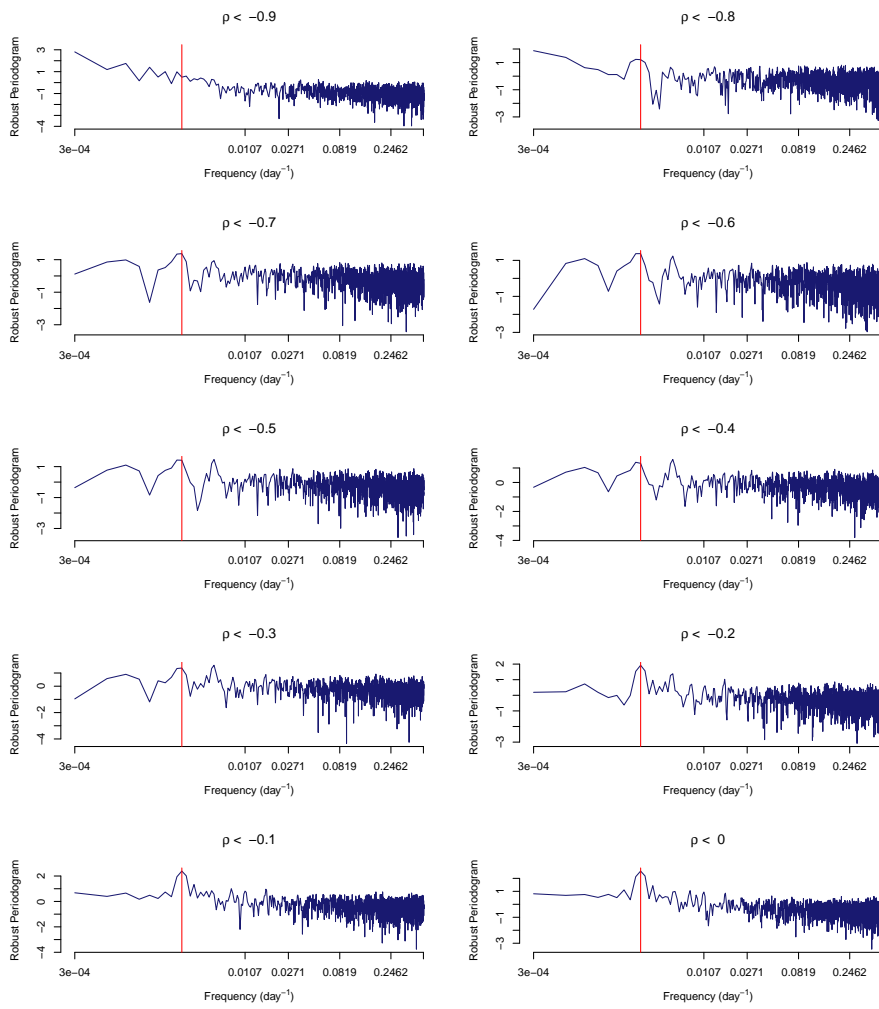 ρ < −0.9
Robust Periodogram
3
1
−1
−4
3e−04 0.0107 0.0271 0.0819 0.2462
Frequency (day−1)
ρ < −0.8
Robust Periodogram
1
−1
−3
3e−04 0.0107 0.0271 0.0819 0.2462
Frequency (day−1)
ρ < −0.7
Robust Periodogram
1
−1
−3
3e−04 0.0107 0.0271 0.0819 0.2462
Frequency (day−1)
ρ < −0.6
Robust Periodogram
1
−1
−3
3e−04 0.0107 0.0271 0.0819 0.2462
Frequency (day−1)
ρ < −0.5
Robust Periodogram
1
−1
−3
3e−04 0.0107 0.0271 0.0819 0.2462
Frequency (day−1)
ρ < −0.4
Robust Periodogram
0
−2
−4
3e−04 0.0107 0.0271 0.0819 0.2462
Frequency (day−1)
ρ < −0.3
Robust Periodogram
0
−2
−4
3e−04 0.0107 0.0271 0.0819 0.2462
Frequency (day−1)
ρ < −0.2
Robust Periodogram
2
0
−3
3e−04 0.0107 0.0271 0.0819 0.2462
Frequency (day−1)
ρ < −0.1
Robust Periodogram
2
0
−2
−4
3e−04 0.0107 0.0271 0.0819 0.2462
Frequency (day−1)
ρ < 0
Robust Periodogram
1
−1
−3
3e−04 0.0107 0.0271 0.0819 0.2462
Frequency (day−1)